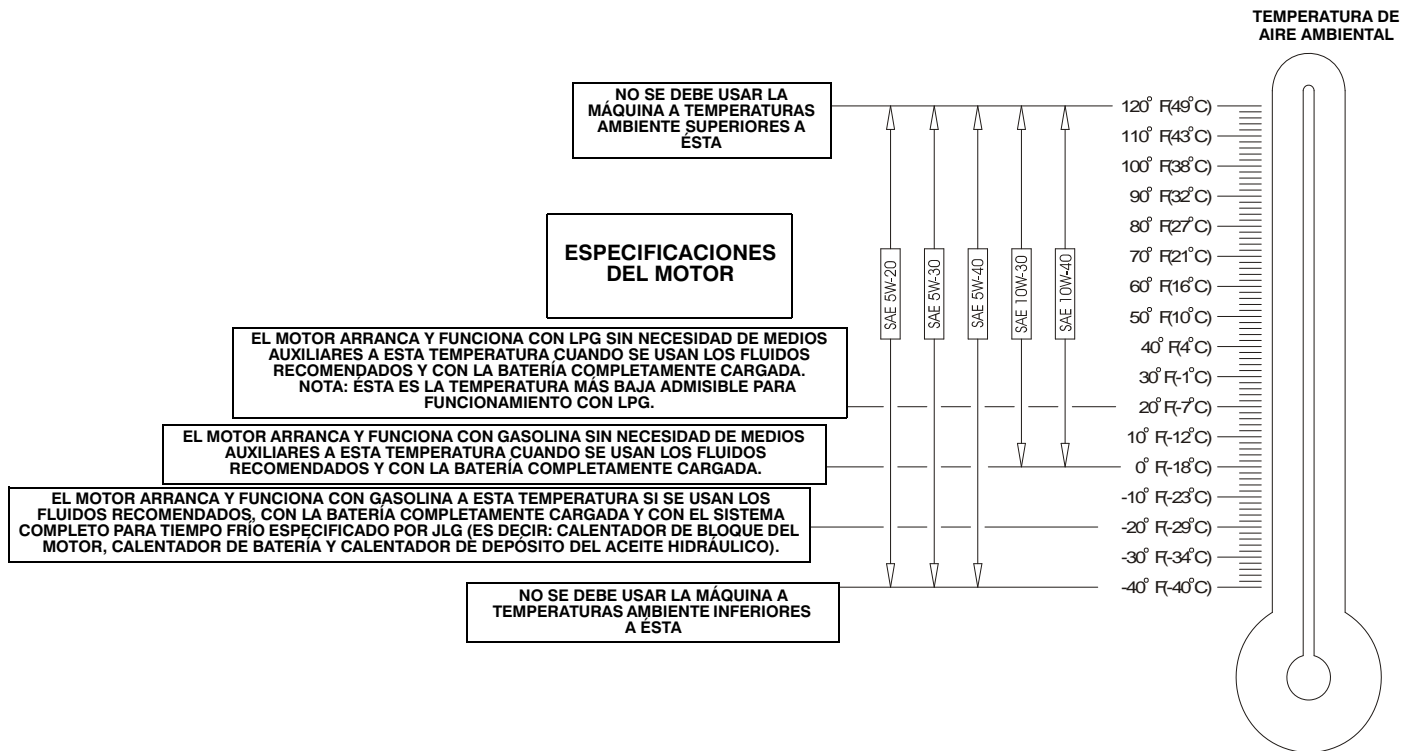 TEMPERATURA DE
AIRE AMBIENTAL
NO SE DEBE USAR LA
MÁQUINA A TEMPERATURAS
AMBIENTE SUPERIORES A
ÉSTA
120° F(49°C)
110° F(43°C)
100° F(38°C)
90° F(32°C)
80° F(27°C)
70° F(21°C)
60° F(16°C)
50° F(10°C)
40° F(4°C)
30° F(-1°C)
20° F(-7°C)
10° F(-12°C)
0° F(-18°C)
-10° F(-23°C)
-20° F(-29°C)
-30° F(-34°C)
-40° F(-40°C)
SAE 5W-20
SAE 5W-30
SAE 5W-40
SAE 10W-30
SAE 10W-40
ESPECIFICACIONES
DEL MOTOR
EL MOTOR ARRANCA Y FUNCIONA CON LPG SIN NECESIDAD DE MEDIOS
AUXILIARES A ESTA TEMPERATURA CUANDO SE USAN LOS FLUIDOS
RECOMENDADOS Y CON LA BATERÍA COMPLETAMENTE CARGADA.
NOTA: ÉSTA ES LA TEMPERATURA MÁS BAJA ADMISIBLE PARA
FUNCIONAMIENTO CON LPG.
EL MOTOR ARRANCA Y FUNCIONA CON GASOLINA SIN NECESIDAD DE MEDIOS
AUXILIARES A ESTA TEMPERATURA CUANDO SE USAN LOS FLUIDOS
RECOMENDADOS Y CON LA BATERÍA COMPLETAMENTE CARGADA.
EL MOTOR ARRANCA Y FUNCIONA CON GASOLINA A ESTA TEMPERATURA SI SE USAN LOS
FLUIDOS RECOMENDADOS, CON LA BATERÍA COMPLETAMENTE CARGADA Y CON EL SISTEMA
COMPLETO PARA TIEMPO FRÍO ESPECIFICADO POR JLG (ES DECIR: CALENTADOR DE BLOQUE DEL
MOTOR, CALENTADOR DE BATERÍA Y CALENTADOR DE DEPÓSITO DEL ACEITE HIDRÁULICO).
NO SE DEBE USAR LA MÁQUINA A
TEMPERATURAS AMBIENTE INFERIORES
A ÉSTA